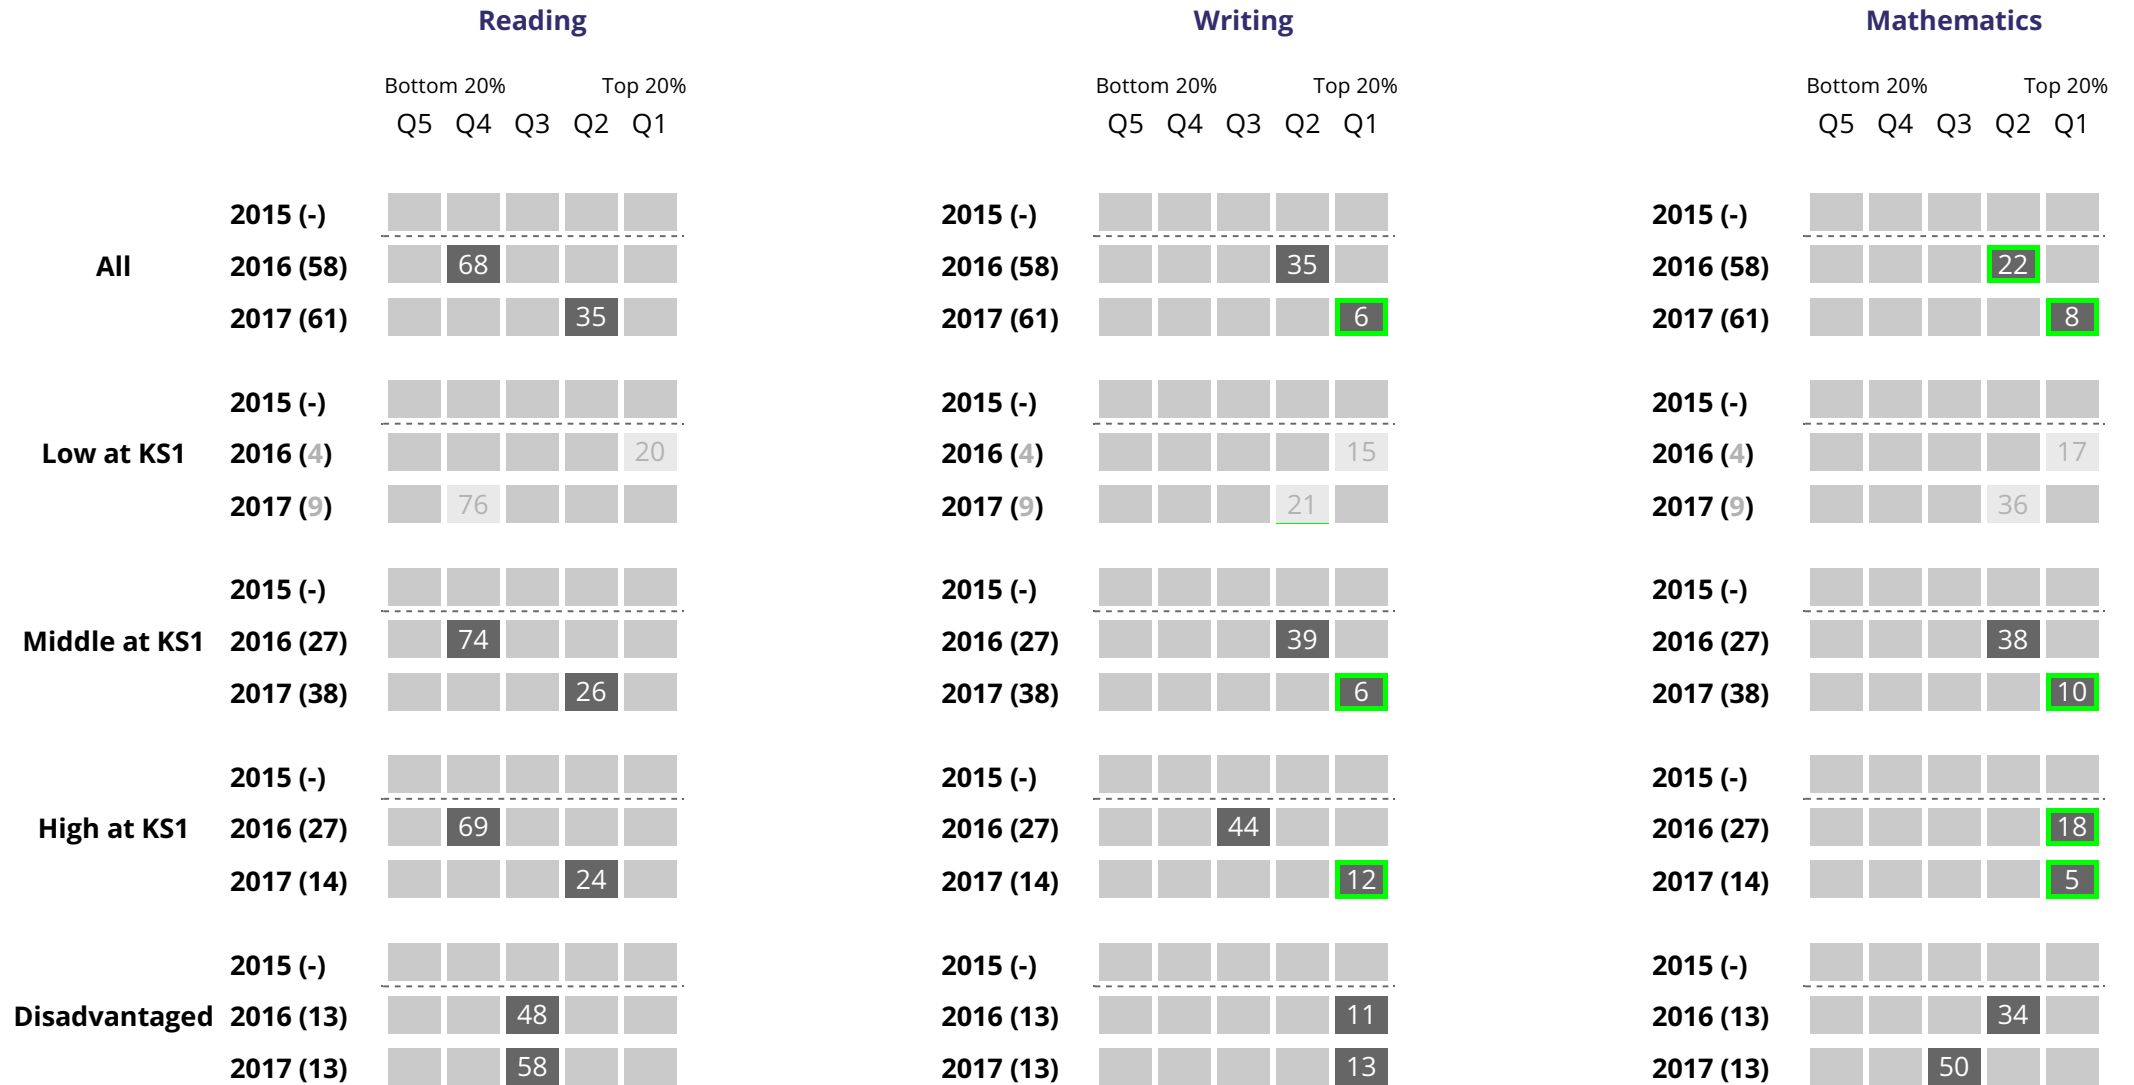 Reading Writing Mathematics
Bottom 20% Top 20% Bottom 20% Top 20% Bottom 20% Top 20%
Q5 Q4 Q3 Q2 Q1 Q5 Q4 Q3 Q2 Q1 Q5 Q4 Q3 Q2 Q1
2015 (-) 2015 (-) 2015 (-)
All 2016 (58) 68 2016 (58) 35 2016 (58) 22
2017 (61) 35 2017 (61) 6 2017 (61) 8
2015 (-) 2015 (-) 2015 (-)
Low at KS1 2016 (4) 20 2016 (4) 15 2016 (4) 17
2017 (9) 76 2017 (9) 21 2017 (9) 36
2015 (-) 2015 (-) 2015 (-)
Middle at KS1 2016 (27) 74 2016 (27) 39 2016 (27) 38
2017 (38) 26 2017 (38) 6 2017 (38) 10
2015 (-) 2015 (-) 2015 (-)
High at KS1 2016 (27) 69 2016 (27) 44 2016 (27) 18
2017 (14) 24 2017 (14) 12 2017 (14) 5
2015 (-) 2015 (-) 2015 (-)
Disadvantaged 2016 (13) 48 2016 (13) 11 2016 (13) 34
2017 (13) 58 2017 (13) 13 2017 (13) 50